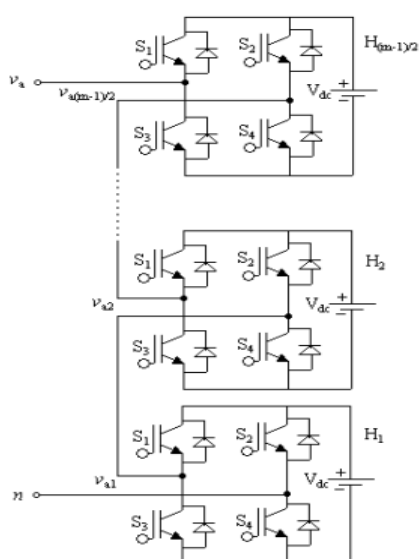 S1 S2 H(m-1)/2
va
va(m-1)/2 Vdc + −
S3 S4
S1 S2 H2
va2 Vdc + −
S3 S4
S1 S2 H1
va1 Vdc + −
n
S3 S4